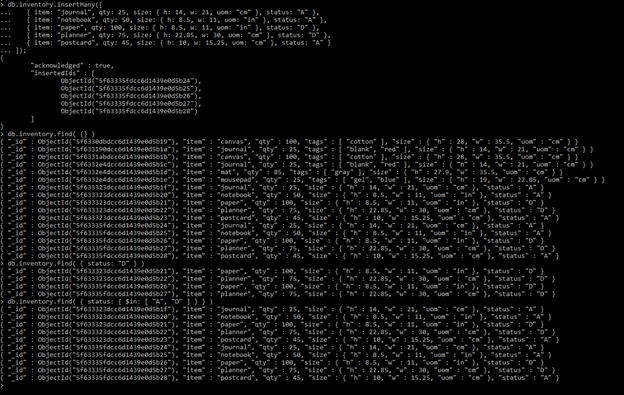 > db.inventory.insertMany([
...    { item: "journal", qty: 25, size: { h: 14, w: 21, uom: "cm" }, status: "A" },
...    { item: "notebook", qty: 50, size: { h: 8.5, w: 11, uom: "in" }, status: "A" },
...    { item: "paper", qty: 100, size: { h: 8.5, w: 11, uom: "in" }, status: "D" },
...    { item: "planner", qty: 75, size: { h: 22.85, w: 30, uom: "cm" }, status: "D" },
...    { item: "postcard", qty: 45, size: { h: 10, w: 15.25, uom: "cm" }, status: "A" }
... ]);
{
"acknowledged" : true,
"insertedIds" : [
ObjectId("5f63335fdcc6d1439e0d5b24"),
ObjectId("5f63335fdcc6d1439e0d5b25"),
ObjectId("5f63335fdcc6d1439e0d5b26"),
ObjectId("5f63335fdcc6d1439e0d5b27"),
ObjectId("5f63335fdcc6d1439e0d5b28")
]
}
> db.inventory.find( {} )
{ "_id" : ObjectId("5f6330dbdcc6d1439e0d5b19"), "item" : "canvas", "qty" : 100, "tags" : [ "cotton" ], "size" : { "h" : 28, "w" : 35.5, "uom" : "cm" } }
{ "_id" : ObjectId("5f63190dcc6d1439e0d5b1a"), "item" : "journal", "qty" : 25, "tags" : [ "blank", "red" ], "size" : { "h" : 14, "w" : 21, "uom" : "cm" } }
{ "_id" : ObjectId("5f6331abdcc6d1439e0d5b1b"), "item" : "canvas", "qty" : 100, "tags" : [ "cotton" ], "size" : { "h" : 28, "w" : 35.5, "uom" : "cm" } }
{ "_id" : ObjectId("5f6332e4dcc6d1439e0d5b1c"), "item" : "journal", "qty" : 25, "tags" : [ "blank", "red" ], "size" : { "h" : 14, "w" : 21, "uom" : "cm" } }
{ "_id" : ObjectId("5f6332e4dcc6d1439e0d5b1d"), "item" : "mat", "qty" : 85, "tags" : [ "gray" ], "size" : { "h" : 27.9, "w" : 35.5, "uom" : "cm" } }
{ "_id" : ObjectId("5f6332e4dcc6d1439e0d5b1e"), "item" : "mousepad", "qty" : 25, "tags" : [ "gel", "blue" ], "size" : { "h" : 19, "w" : 22.85, "uom" : "cm" } }
{ "_id" : ObjectId("5f633323dcc6d1439e0d5b1f"), "item" : "journal", "qty" : 25, "size" : { "h" : 14, "w" : 21, "uom" : "cm" }, "status" : "A" }
{ "_id" : ObjectId("5f633323dcc6d1439e0d5b20"), "item" : "notebook", "qty" : 50, "size" : { "h" : 8.5, "w" : 11, "uom" : "in" }, "status" : "A" }
{ "_id" : ObjectId("5f633323dcc6d1439e0d5b21"), "item" : "paper", "qty" : 100, "size" : { "h" : 8.5, "w" : 11, "uom" : "in" }, "status" : "D" }
{ "_id" : ObjectId("5f633323dcc6d1439e0d5b22"), "item" : "planner", "qty" : 75, "size" : { "h" : 22.85, "w" : 30, "uom" : "cm" }, "status" : "D" }
{ "_id" : ObjectId("5f633323dcc6d1439e0d5b23"), "item" : "postcard", "qty" : 45, "size" : { "h" : 10, "w" : 15.25, "uom" : "cm" }, "status" : "A" }
{ "_id" : ObjectId("5f63335fdcc6d1439e0d5b24"), "item" : "journal", "qty" : 25, "size" : { "h" : 14, "w" : 21, "uom" : "cm" }, "status" : "A" }
{ "_id" : ObjectId("5f63335fdcc6d1439e0d5b25"), "item" : "notebook", "qty" : 50, "size" : { "h" : 8.5, "w" : 11, "uom" : "in" }, "status" : "A" }
{ "_id" : ObjectId("5f63335fdcc6d1439e0d5b26"), "item" : "paper", "qty" : 100, "size" : { "h" : 8.5, "w" : 11, "uom" : "in" }, "status" : "D" }
{ "_id" : ObjectId("5f63335fdcc6d1439e0d5b27"), "item" : "planner", "qty" : 75, "size" : { "h" : 22.85, "w" : 30, "uom" : "cm" }, "status" : "D" }
{ "_id" : ObjectId("5f63335fdcc6d1439e0d5b28"), "item" : "postcard", "qty" : 45, "size" : { "h" : 10, "w" : 15.25, "uom" : "cm" }, "status" : "A" }
> db.inventory.find( { status: "D" } )
{ "_id" : ObjectId("5f633323dcc6d1439e0d5b21"), "item" : "paper", "qty" : 100, "size" : { "h" : 8.5, "w" : 11, "uom" : "in" }, "status" : "D" }
{ "_id" : ObjectId("5f633323dcc6d1439e0d5b22"), "item" : "planner", "qty" : 75, "size" : { "h" : 22.85, "w" : 30, "uom" : "cm" }, "status" : "D" }
{ "_id" : ObjectId("5f63335fdcc6d1439e0d5b26"), "item" : "paper", "qty" : 100, "size" : { "h" : 8.5, "w" : 11, "uom" : "in" }, "status" : "D" }
{ "_id" : ObjectId("5f63335fdcc6d1439e0d5b27"), "item" : "planner", "qty" : 75, "size" : { "h" : 22.85, "w" : 30, "uom" : "cm" }, "status" : "D" }
> db.inventory.find( { status: { $in: [ "A", "D" ] } } )
{ "_id" : ObjectId("5f633323dcc6d1439e0d5b1f"), "item" : "journal", "qty" : 25, "size" : { "h" : 14, "w" : 21, "uom" : "cm" }, "status" : "A" }
{ "_id" : ObjectId("5f633323dcc6d1439e0d5b20"), "item" : "notebook", "qty" : 50, "size" : { "h" : 8.5, "w" : 11, "uom" : "in" }, "status" : "A" }
{ "_id" : ObjectId("5f633323dcc6d1439e0d5b21"), "item" : "paper", "qty" : 100, "size" : { "h" : 8.5, "w" : 11, "uom" : "in" }, "status" : "D" }
{ "_id" : ObjectId("5f633323dcc6d1439e0d5b22"), "item" : "planner", "qty" : 75, "size" : { "h" : 22.85, "w" : 30, "uom" : "cm" }, "status" : "D" }
{ "_id" : ObjectId("5f633323dcc6d1439e0d5b23"), "item" : "postcard", "qty" : 45, "size" : { "h" : 10, "w" : 15.25, "uom" : "cm" }, "status" : "A" }
{ "_id" : ObjectId("5f63335fdcc6d1439e0d5b24"), "item" : "journal", "qty" : 25, "size" : { "h" : 14, "w" : 21, "uom" : "cm" }, "status" : "A" }
{ "_id" : ObjectId("5f63335fdcc6d1439e0d5b25"), "item" : "notebook", "qty" : 50, "size" : { "h" : 8.5, "w" : 11, "uom" : "in" }, "status" : "A" }
{ "_id" : ObjectId("5f63335fdcc6d1439e0d5b26"), "item" : "paper", "qty" : 100, "size" : { "h" : 8.5, "w" : 11, "uom" : "in" }, "status" : "D" }
{ "_id" : ObjectId("5f63335fdcc6d1439e0d5b27"), "item" : "planner", "qty" : 75, "size" : { "h" : 22.85, "w" : 30, "uom" : "cm" }, "status" : "D" }
{ "_id" : ObjectId("5f63335fdcc6d1439e0d5b28"), "item" : "postcard", "qty" : 45, "size" : { "h" : 10, "w" : 15.25, "uom" : "cm" }, "status" : "A" }
>